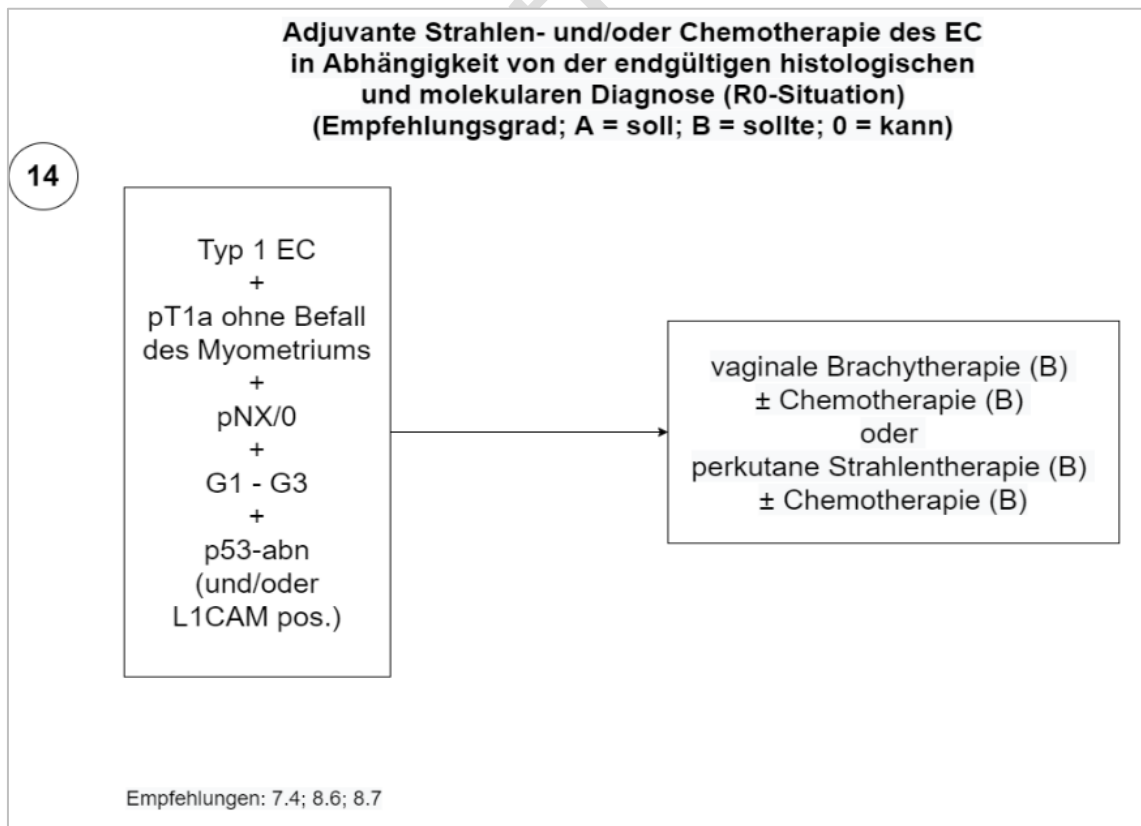 Adjuvante Strahlen- und/oder Chemotherapie des EC
in Abhängigkeit von der endgültigen histologischen
und molekularen Diagnose (R0-Situation)
(Empfehlungsgrad; A = soll; B = sollte; 0 = kann)
14
Typ 1 EC
+
pT1a ohne Befall
des Myometriums
+
pNX/0
+
G1 - G3
+
p53-abn
(und/oder
L1CAM pos.)
vaginale Brachytherapie (B)
± Chemotherapie (B)
oder
perkutane Strahlentherapie (B)
± Chemotherapie (B)
Empfehlungen: 7.4; 8.6; 8.7